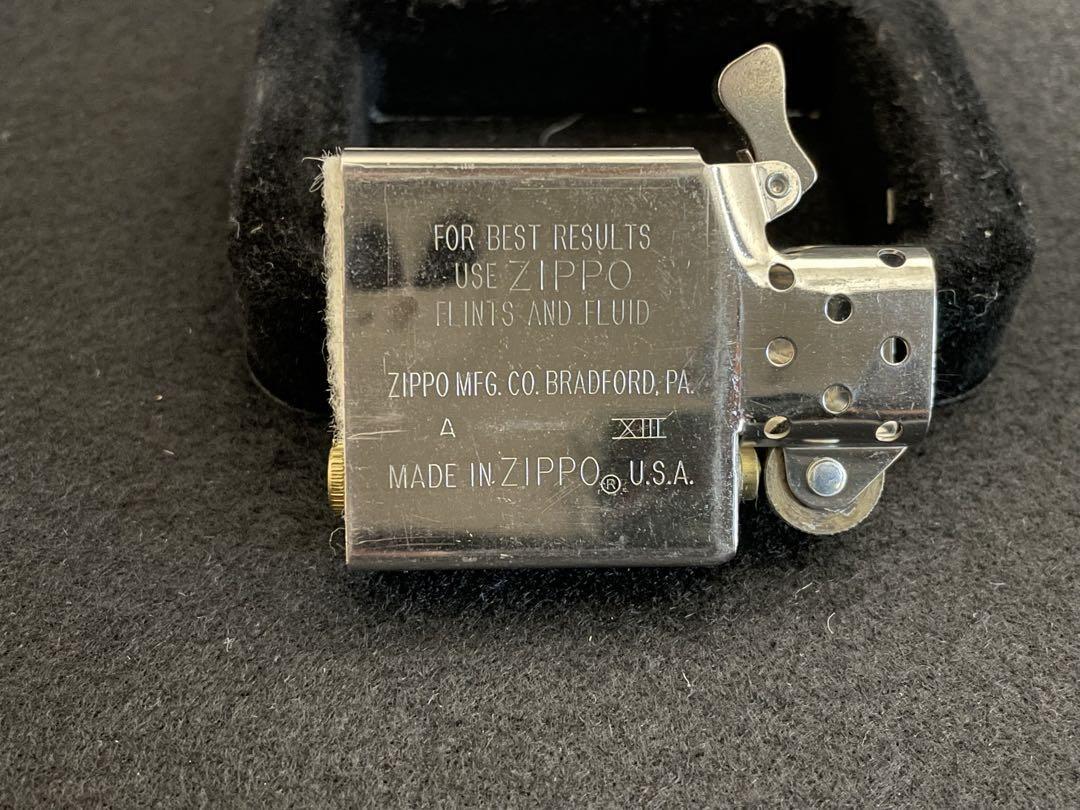 FOR BEST RESULTS
USE ZIPPO
FLINTS AND FLUID
ZIPPO MFG. CO. BRADFORD, PA.
A XIII
MADE IN ZIPPO® U.S.A.